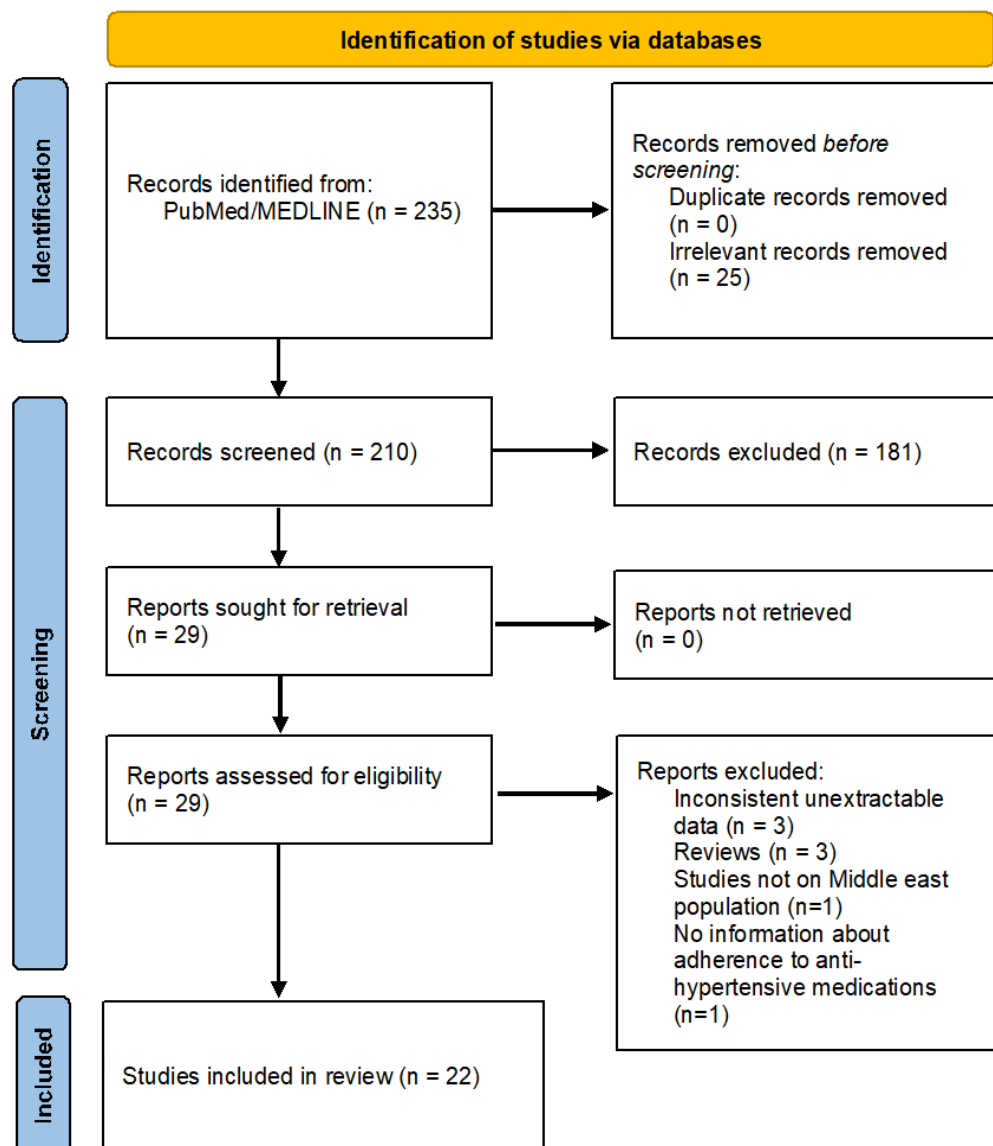 Identification of studies via databases
Identification
Records identified from:
PubMed/MEDLINE (n = 235)
Records removed before
screening:
Duplicate records removed
(n = 0)
Irrelevant records removed
(n = 25)
Screening
Records screened (n = 210)
Records excluded (n = 181)
Reports sought for retrieval
(n = 29)
Reports not retrieved
(n = 0)
Reports assessed for eligibility
(n = 29)
Reports excluded:
Inconsistent unextractable
data (n = 3)
Reviews (n = 3)
Studies not on Middle east
population (n=1)
No information about
adherence to anti-
hypertensive medications
(n=1)
Included
Studies included in review (n = 22)